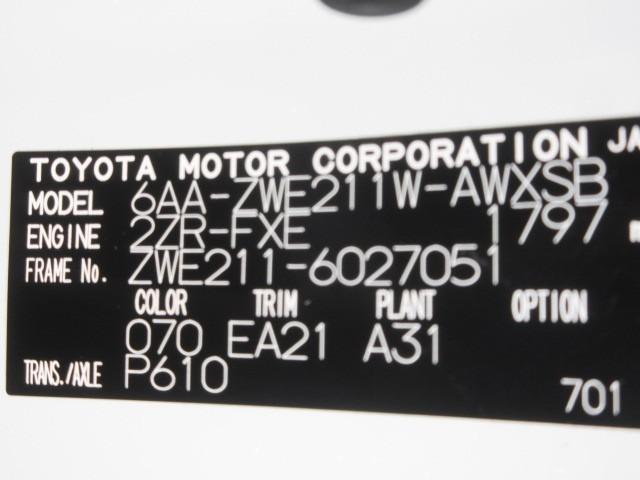 TOYOTA MOTOR CORPORATION JA
MODEL 6AA-ZWE211W-AWXSB
ENGINE 2ZR-FXE 1797
FRAME No. ZWE211-6027051
COLOR TRIM PLANT OPTION
070 EA21 A31
TRANS./AXLE P610
701